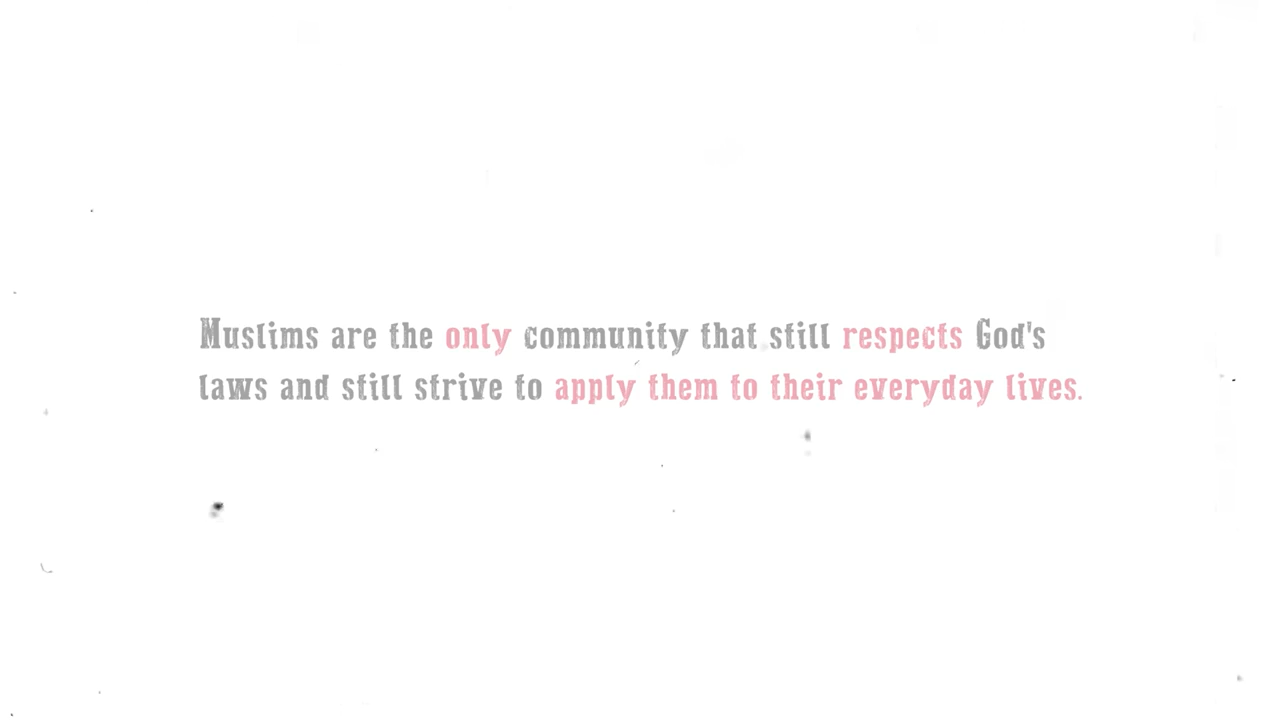 Muslims are the only community that still respects God's
laws and still strive to apply them to their everyday lives.